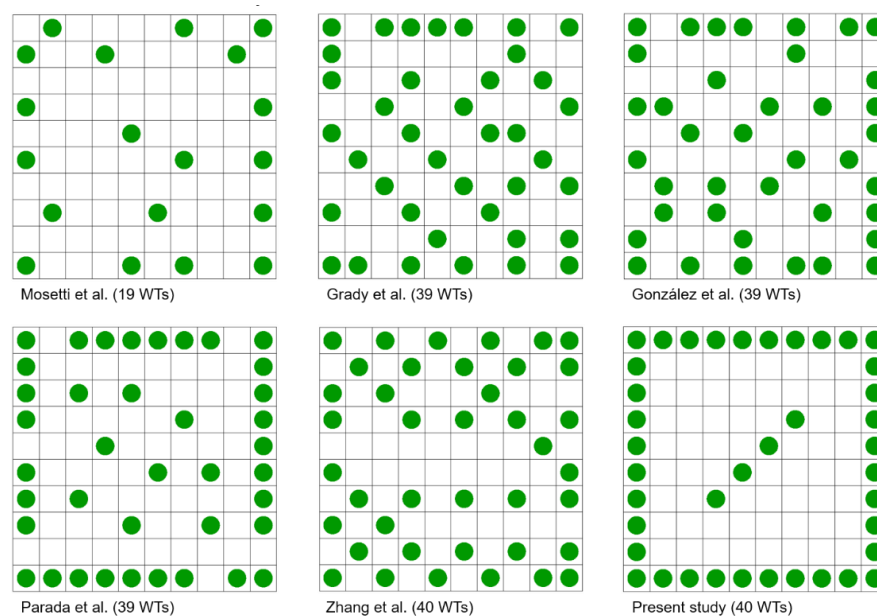 Mosetti et al. (19 WTs)
Grady et al. (39 WTs)
González et al. (39 WTs)
Parada et al. (39 WTs)
Zhang et al. (40 WTs)
Present study (40 WTs)